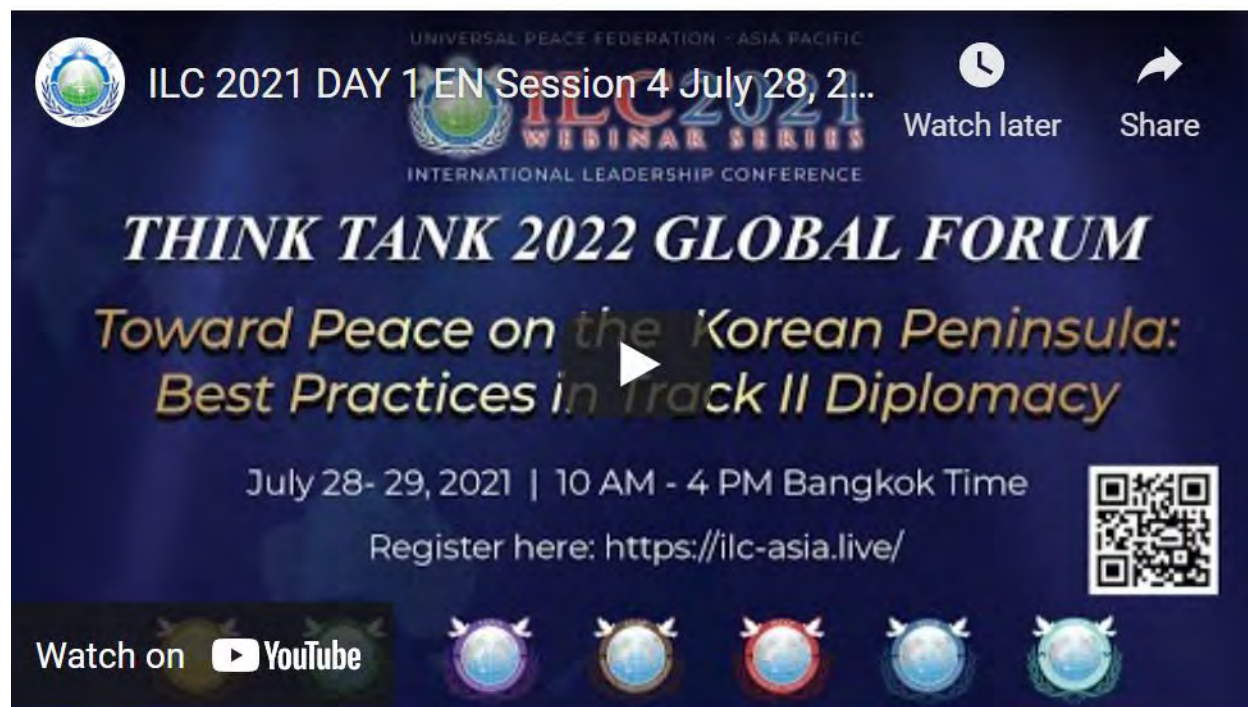 UNIVERSAL PEACE FEDERATION - ASIA PACIFIC
ILC 2021 DAY 1 EN Session 4 July 28, 2...
ILC2021
WEBINAR SERIES
Watch later
Share
INTERNATIONAL LEADERSHIP CONFERENCE
THINK TANK 2022 GLOBAL FORUM
Toward Peace on the Korean Peninsula:
Best Practices in Track II Diplomacy
July 28- 29, 2021 | 10 AM - 4 PM Bangkok Time
Register here: https://ilc-asia.live/
Watch on YouTube